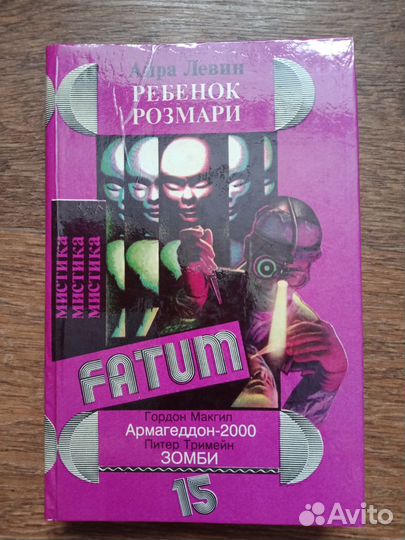 Айра Левин
РЕБЕНОК
РОЗМАРИ
МИСТИКА
МИСТИКА
МИСТИКА
FATUM
Гордон Макгил
Армагеддон-2000
Питер Тримейн
ЗОМБИ
15
Avito